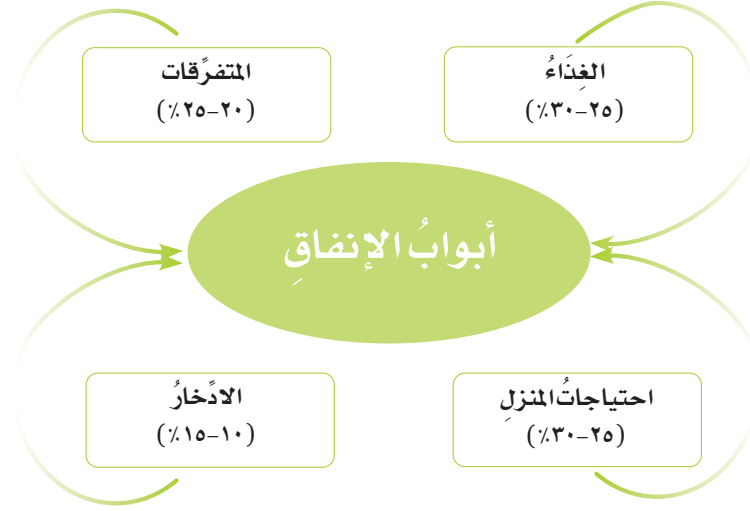 الغِذَاءُ
(٢٥-٣٠٪)
المتفرِّقات
(٢٠-٢٥٪)
أبوابُ الإنفاقِ
احتياجاتُ المنزلِ
(٢٥-٣٠٪)
الادِّخارُ
(١٠-١٥٪)